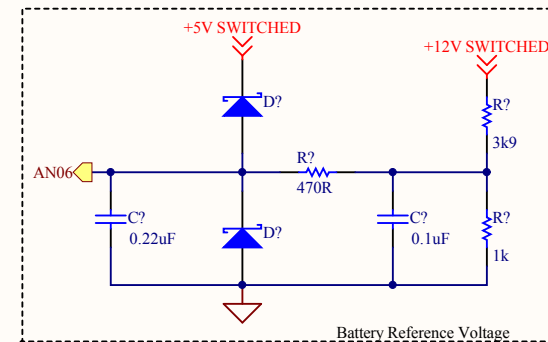 +5V SWITCHED
+12V SWITCHED
D?
R?
3k9
R?
AN06
470R
C?
0.22uF
D?
C?
0.1uF
R?
1k
Battery Reference Voltage